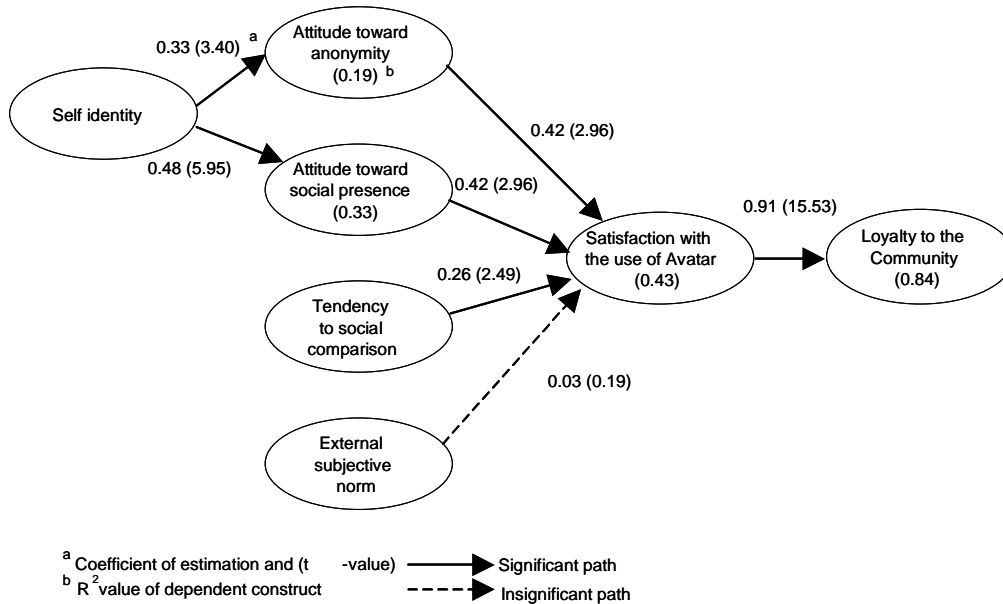 0.33 (3.40) a
Attitude toward
anonymity
(0.19) b
Self identity
0.42 (2.96)
0.48 (5.95)
Attitude toward
social presence
(0.33)
0.42 (2.96)
0.91 (15.53)
Satisfaction with
the use of Avatar
(0.43)
Loyalty to the
Community
(0.84)
0.26 (2.49)
Tendency
to social
comparison
0.03 (0.19)
External
subjective
norm
a Coefficient of estimation and (t -value)
Significant path
b R 2 value of dependent construct
Insignificant path